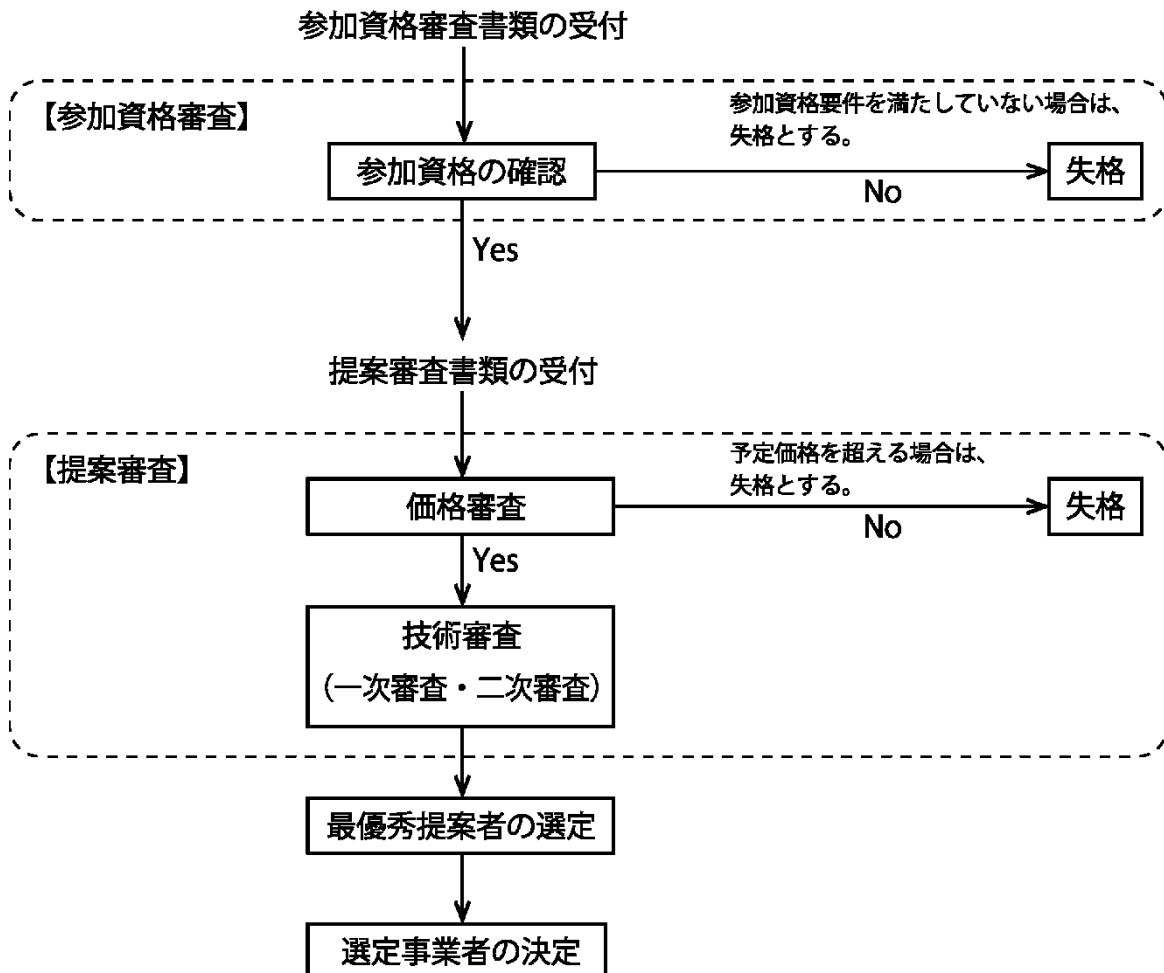 参加資格審査書類の受付
【参加資格審査】
参加資格要件を満たしていない場合は、
失格とする。
参加資格の確認
No
失格
Yes
提案審査書類の受付
【提案審査】
予定価格を超える場合は、
失格とする。
価格審査
No
失格
Yes
技術審査
（一次審査・二次審査）
最優秀提案者の選定
選定事業者の決定